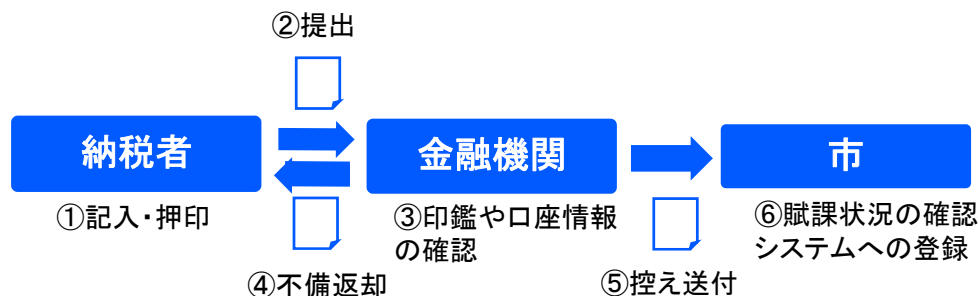 ②提出
納税者
金融機関
市
①記入・押印
③印鑑や口座情報
の確認
⑥賦課状況の確認
システムへの登録
④不備返却
⑤控え送付